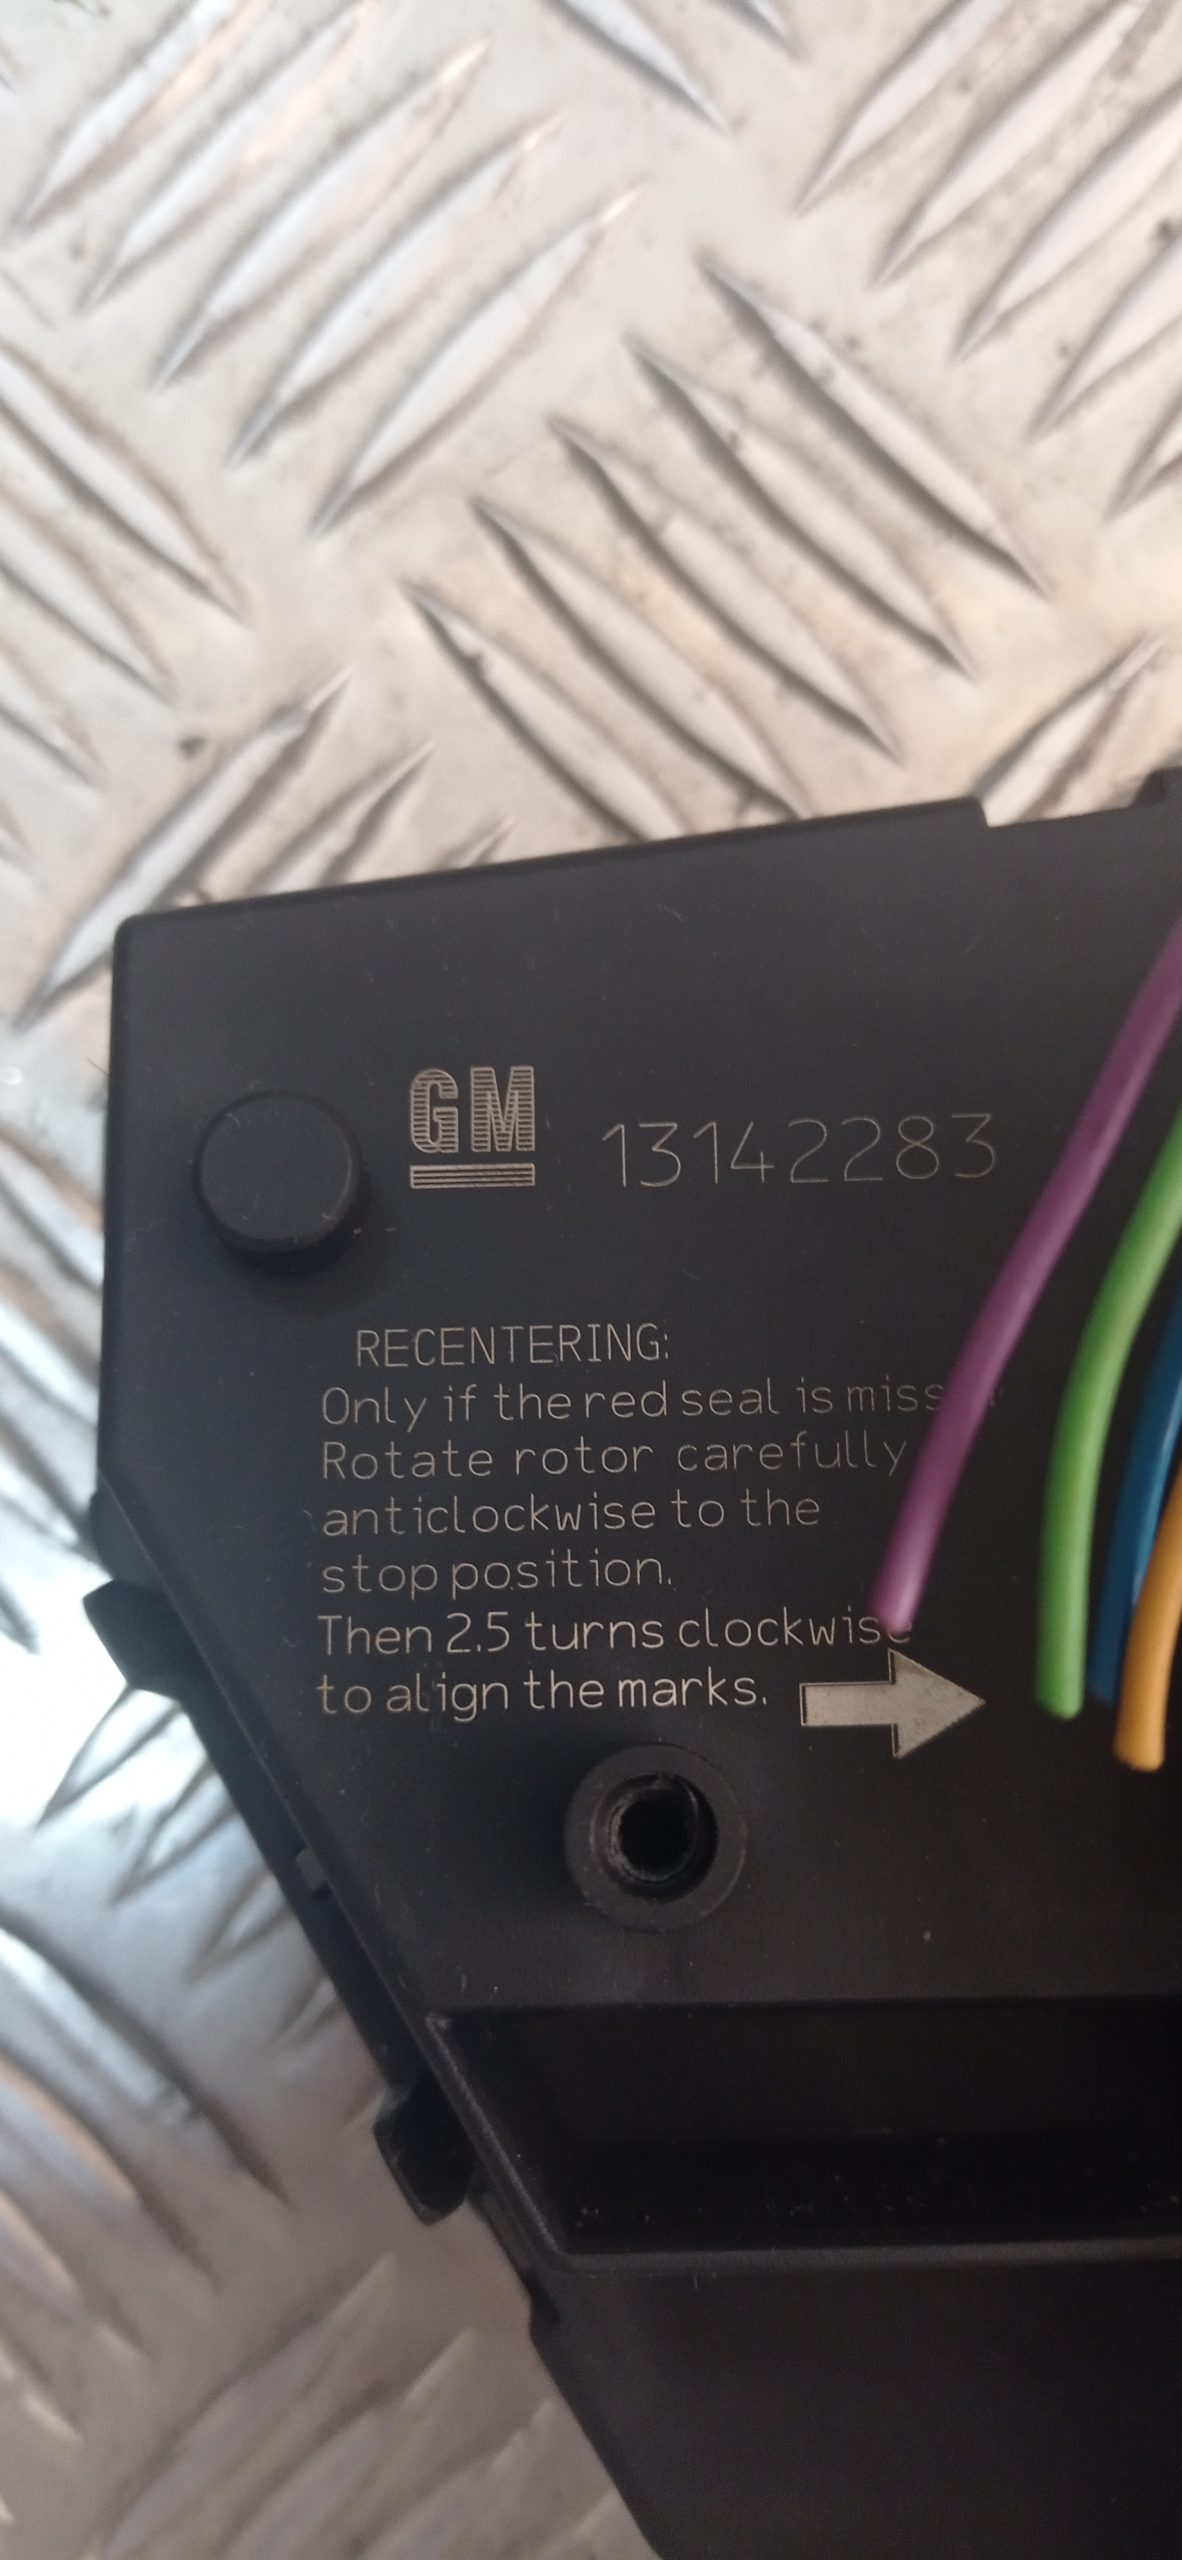 GM 13142283
RECENTERING:
Only if the red seal is
Rotate rotor carefully
anticlockwise to the
stop position.
Then 2.5 turns clockwise
to align the marks.